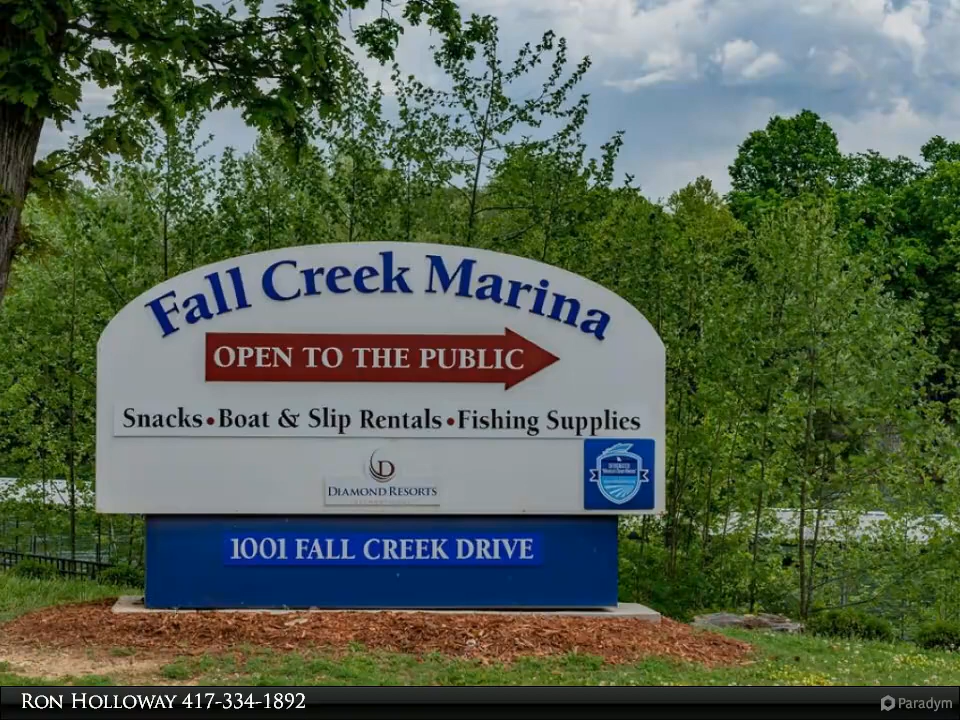 Fall Creek Marina
OPEN TO THE PUBLIC
Snacks • Boat & Slip Rentals • Fishing Supplies
D
DIAMOND RESORTS
1001 FALL CREEK DRIVE
RON HOLLOWAY 417-334-1892
Paradym